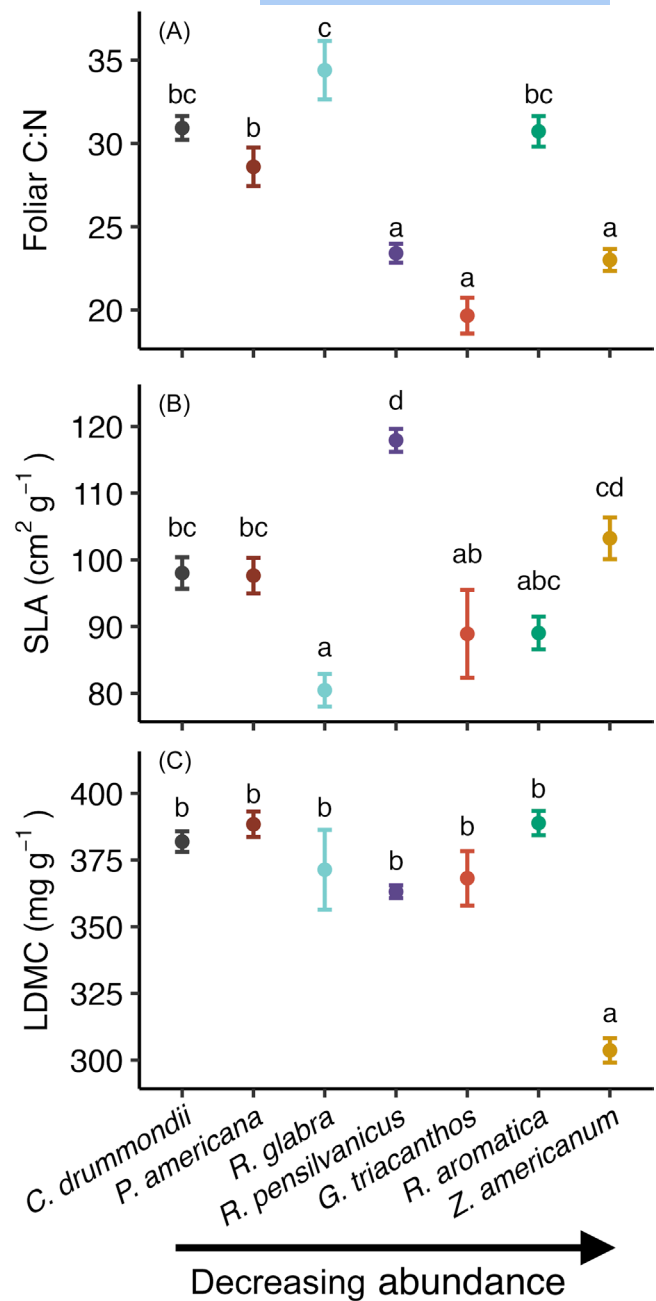 (A)
Foliar C:N
35
30
25
20
bc
b
c
a
a
bc
a
(B)
SLA (cm² g⁻¹ )
120
110
100
90
80
bc
bc
a
d
ab
abc
cd
(C)
LDMC (mg g⁻¹ )
400
375
350
325
300
b
b
b
b
b
b
a
C. drummondii
P. americana
R. glabra
R. pensilvanicus
G. triacanthos
R. aromatica
Z. americanum
Decreasing abundance